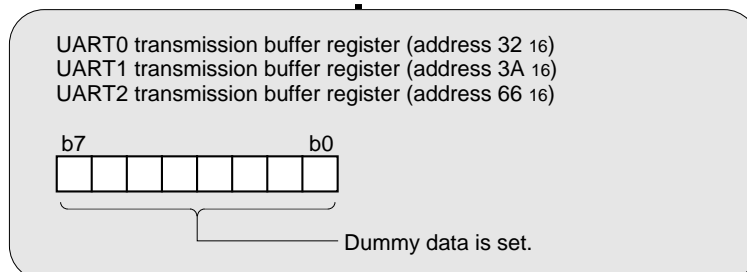 UART0 transmission buffer register (address 32 16)
UART1 transmission buffer register (address 3A 16)
UART2 transmission buffer register (address 66 16)
b7 b0
Dummy data is set.